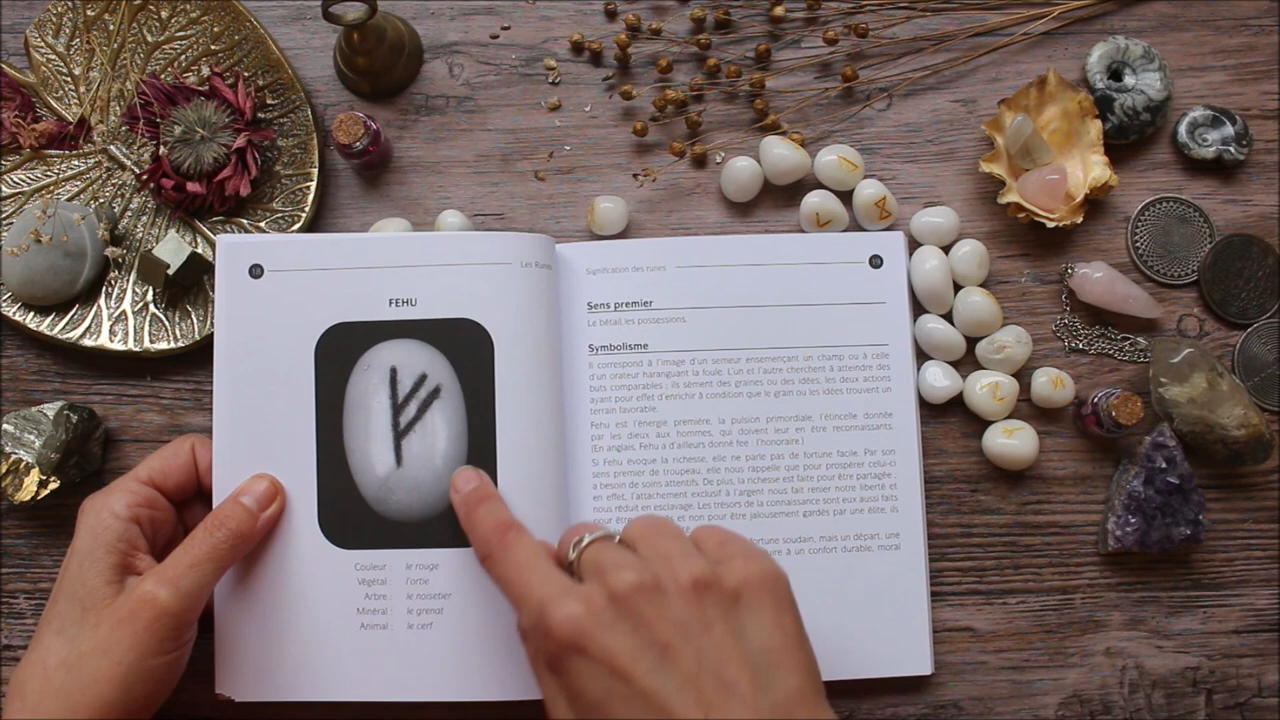 18
Les Runes
FEHU
Couleur : le rouge
Végétal : l'ortie
Arbre : le noisetier
Minéral : le grenat
Animal : le cerf
Signification des runes
19
Sens premier
Le bétail, les possessions.
Symbolisme
Il correspond à l'image d'un semeur ensemençant un champ ou à celle
d'un orateur haranguant la foule. L'un et l'autre cherchent à atteindre des
buts comparables ; ils sèment des graines ou des idées, les deux actions
ayant pour effet d'enrichir à condition que le grain ou les idées trouvent un
terrain favorable.
Fehu est l'énergie première, la pulsion primordiale, l'étincelle donnée
par les dieux aux hommes, qui doivent leur en être reconnaissants.
(En anglais, Fehu a d'ailleurs donné fee : l'honoraire.)
Si Fehu évoque la richesse, elle ne parle pas de fortune facile. Par son
sens premier de troupeau, elle nous rappelle que pour prospérer celui-ci
a besoin de soins attentifs. De plus, la richesse est faite pour être partagée ;
en effet, l'attachement exclusif à l'argent nous fait renier notre liberté et
nous réduit en esclavage. Les trésors de la connaissance sont eux aussi faits
pour être et non pour être jalousement gardés par une élite, ils
fortune soudain, mais un départ, une
à un confort durable, moral